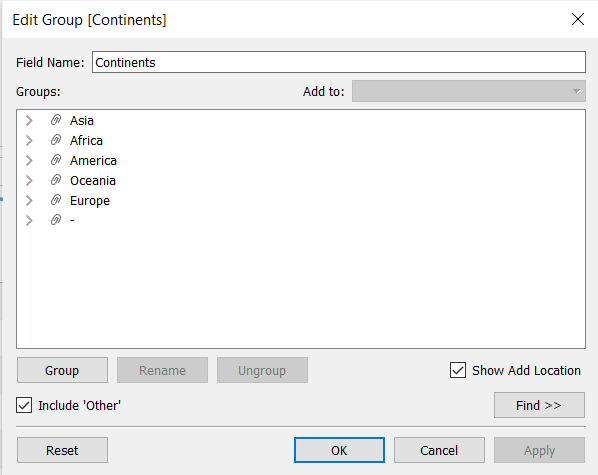 Edit Group [Continents]
Field Name: Continents
Groups: Add to:
Asia
Africa
America
Oceania
Europe
-
Group Rename Ungroup Show Add Location
Include 'Other' Find >>
Reset OK Cancel Apply